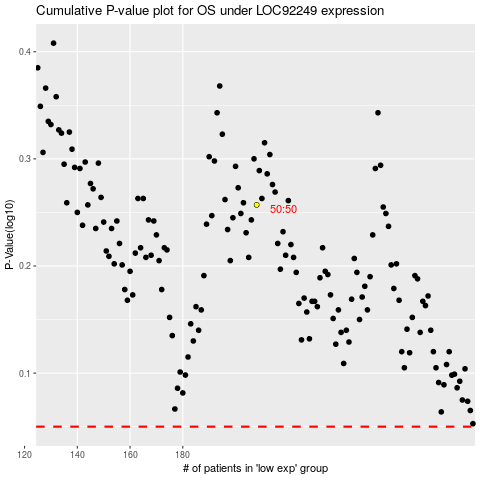 Cumulative P-value plot for OS under LOC92249 expression
P-Value(log10)
0.4
0.3
0.2
0.1
50:50
120 140 160 180
# of patients in 'low exp' group